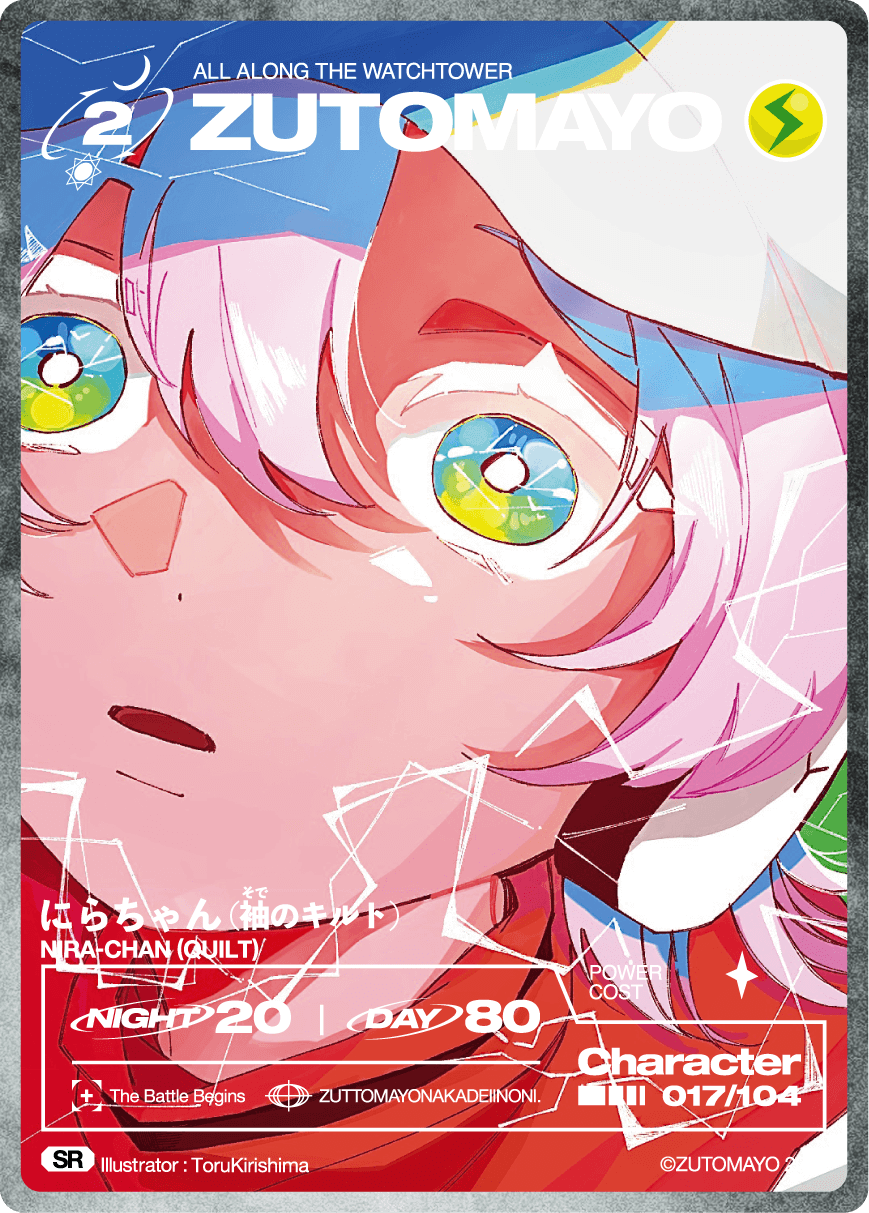 ALL ALONG THE WATCHTOWER
2 ZUTOMAYO
にらちゃん（袖のキルト）
そで
NIRA-CHAN (QUILT)
POWER
COST
NIGHT 20 | DAY 80
Character
The Battle Begins ZUTTOMAYONAKADEIINONI.
017/104
SR Illustrator : ToruKirishima
©ZUTOMAYO